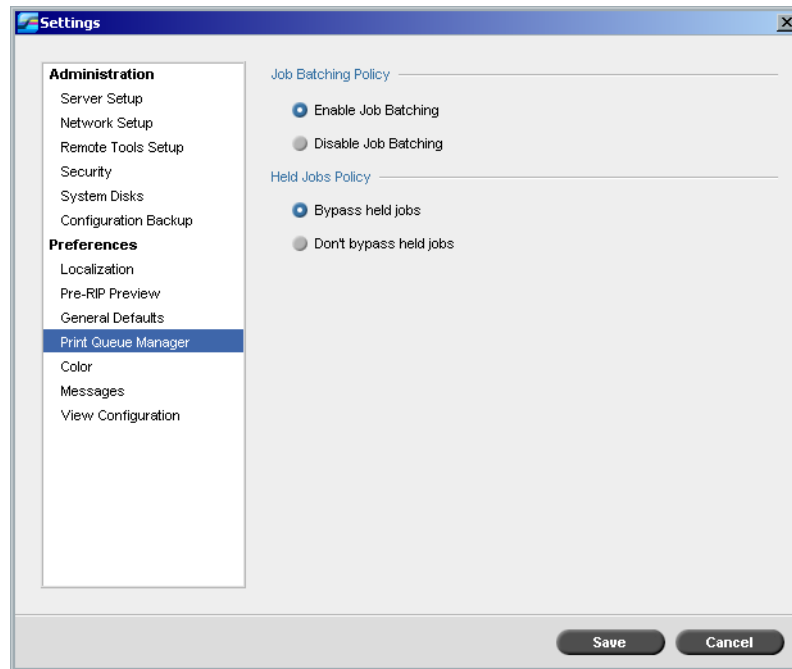 Settings
Administration
Server Setup
Network Setup
Remote Tools Setup
Security
System Disks
Configuration Backup
Preferences
Localization
Pre-RIP Preview
General Defaults
Print Queue Manager
Color
Messages
View Configuration
Job Batching Policy
Enable Job Batching
Disable Job Batching
Held Jobs Policy
Bypass held jobs
Don't bypass held jobs
Save
Cancel